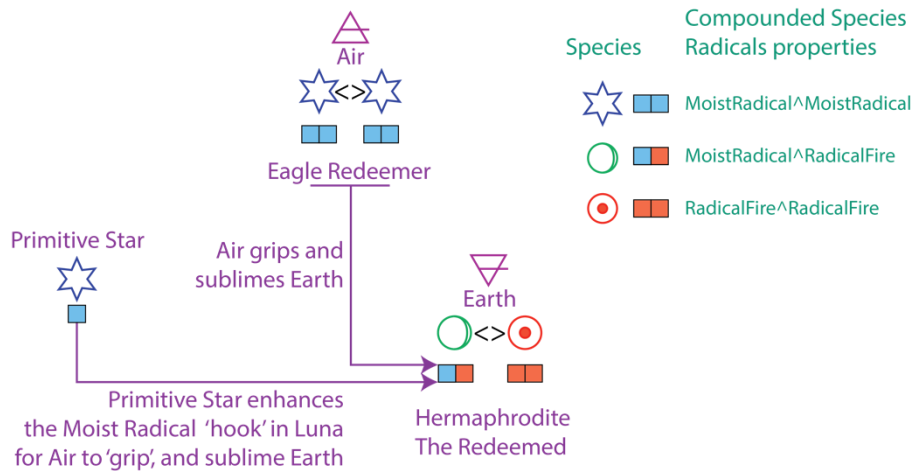 Air
< >
Eagle Redeemer
Primitive Star
Air grips and
sublimes Earth
Earth
< >
Primitive Star enhances
the Moist Radical 'hook' in Luna
for Air to 'grip', and sublime Earth
Hermaphrodite
The Redeemed
Species
Compounded Species
Radicals properties
MoistRadical^MoistRadical
MoistRadical^RadicalFire
RadicalFire^RadicalFire